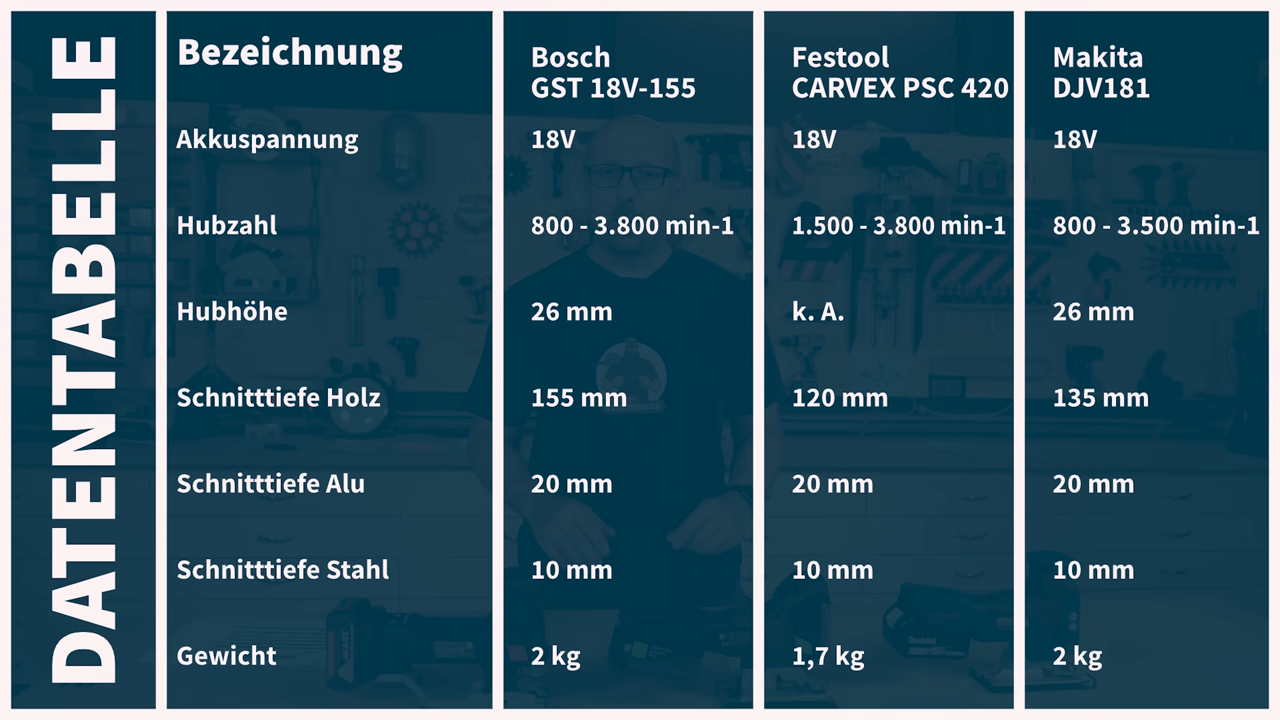 DATENTABELLE
Bezeichnung
Bosch
GST 18V-155
Festool
CARVEX PSC 420
Makita
DJV181
Akkuspannung 18V 18V 18V
Hubzahl 800 - 3.800 min-1 1.500 - 3.800 min-1 800 - 3.500 min-1
Hubhöhe 26 mm k. A. 26 mm
Schnitttiefe Holz 155 mm 120 mm 135 mm
Schnitttiefe Alu 20 mm 20 mm 20 mm
Schnitttiefe Stahl 10 mm 10 mm 10 mm
Gewicht 2 kg 1,7 kg 2 kg